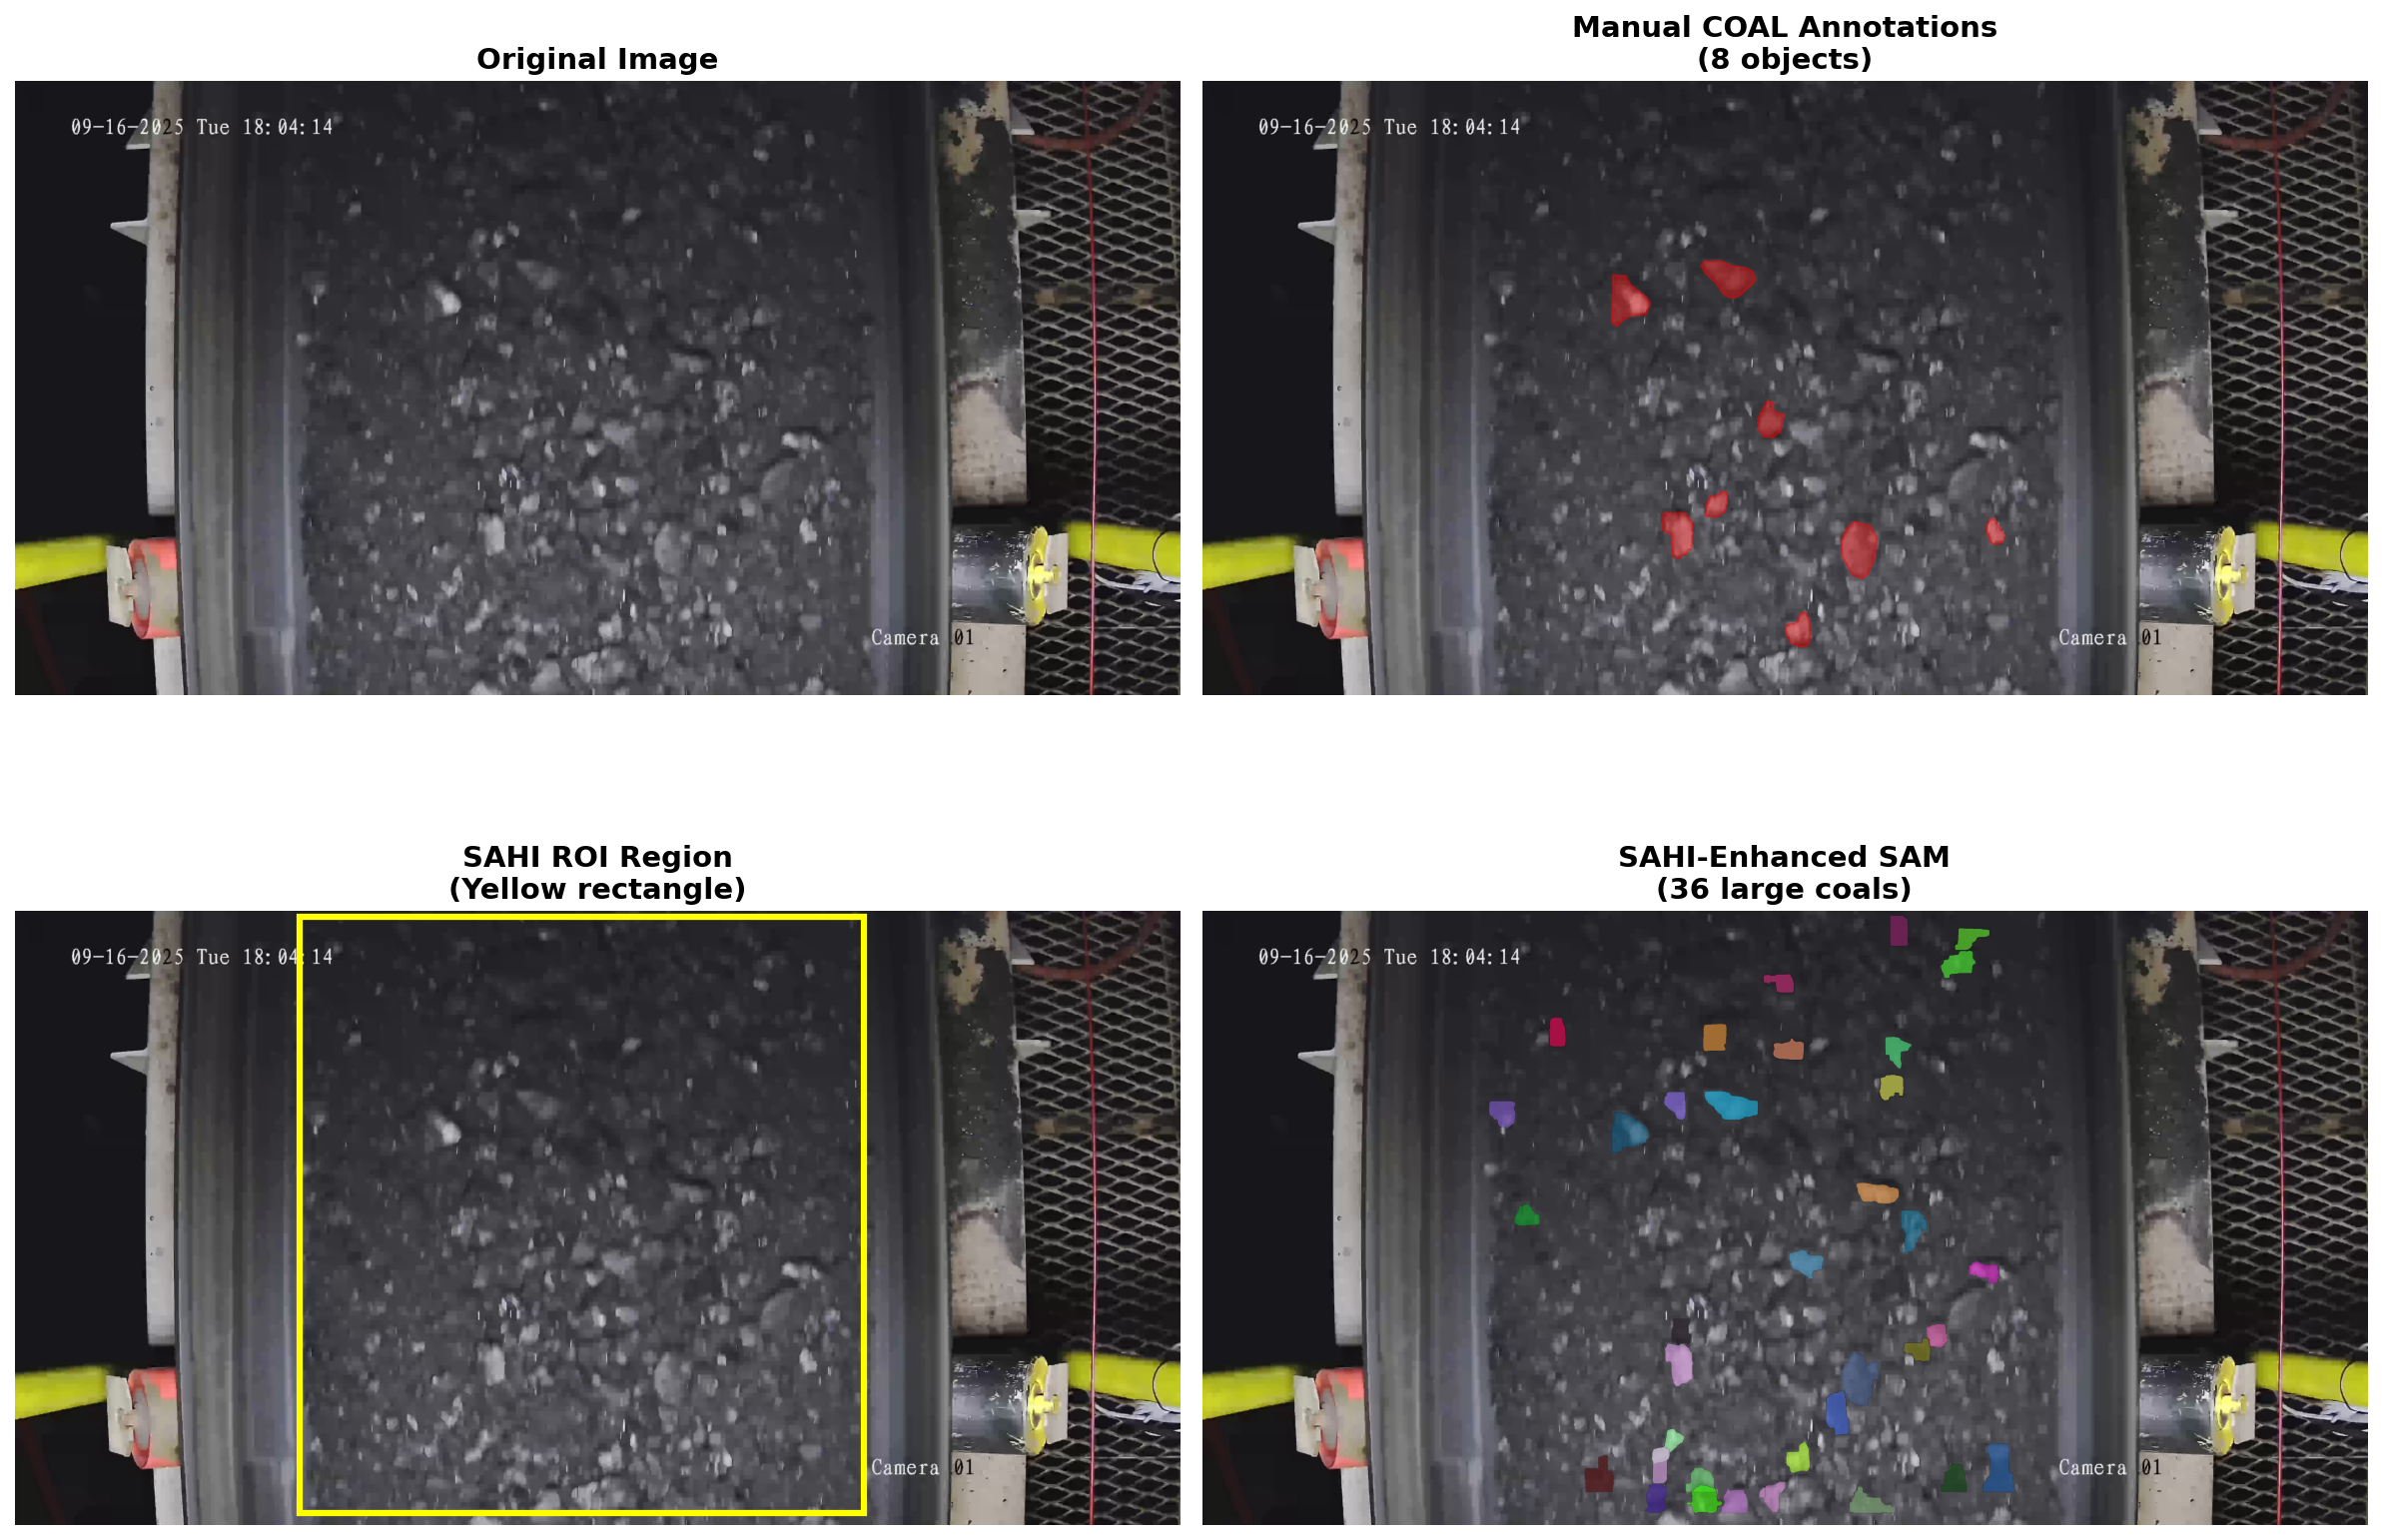 Original Image
09-16-2025 Tue 18:04:14
Camera 01
Manual COAL Annotations
(8 objects)
09-16-2025 Tue 18:04:14
Camera 01
SAHI ROI Region
(Yellow rectangle)
09-16-2025 Tue 18:04:14
Camera 01
SAHI-Enhanced SAM
(36 large coals)
09-16-2025 Tue 18:04:14
Camera 01